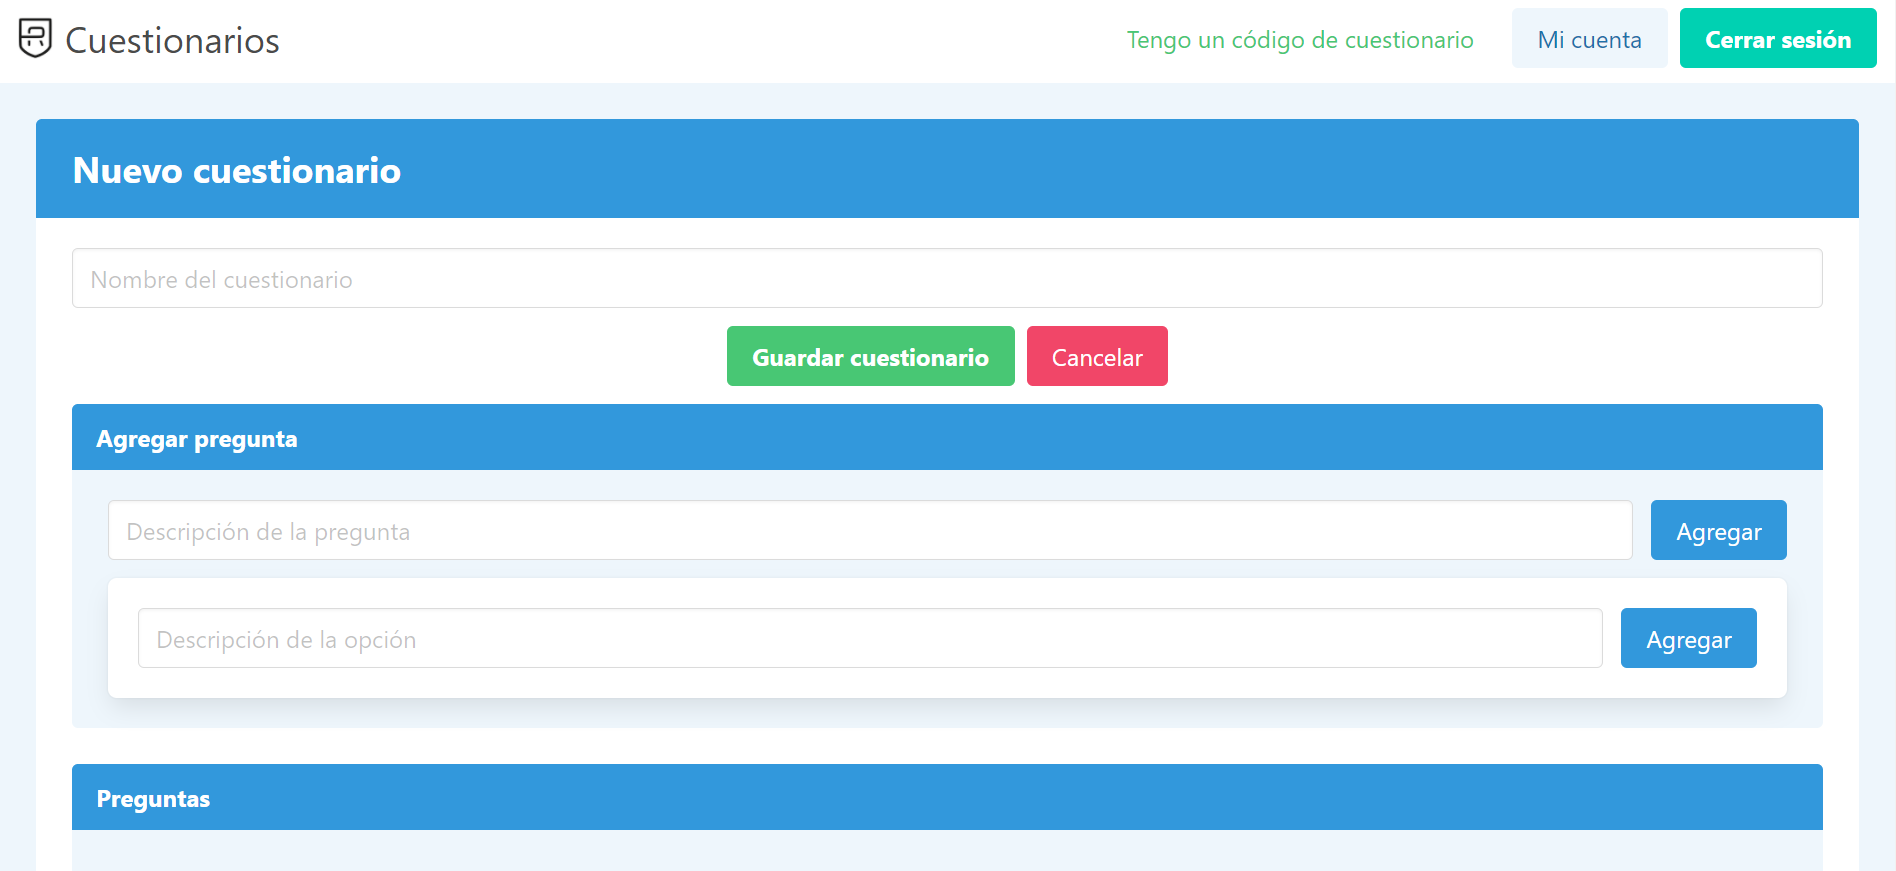 Cuestionarios
Tengo un código de cuestionario
Mi cuenta
Cerrar sesión
Nuevo cuestionario
Nombre del cuestionario
Guardar cuestionario
Cancelar
Agregar pregunta
Descripción de la pregunta
Agregar
Descripción de la opción
Agregar
Preguntas